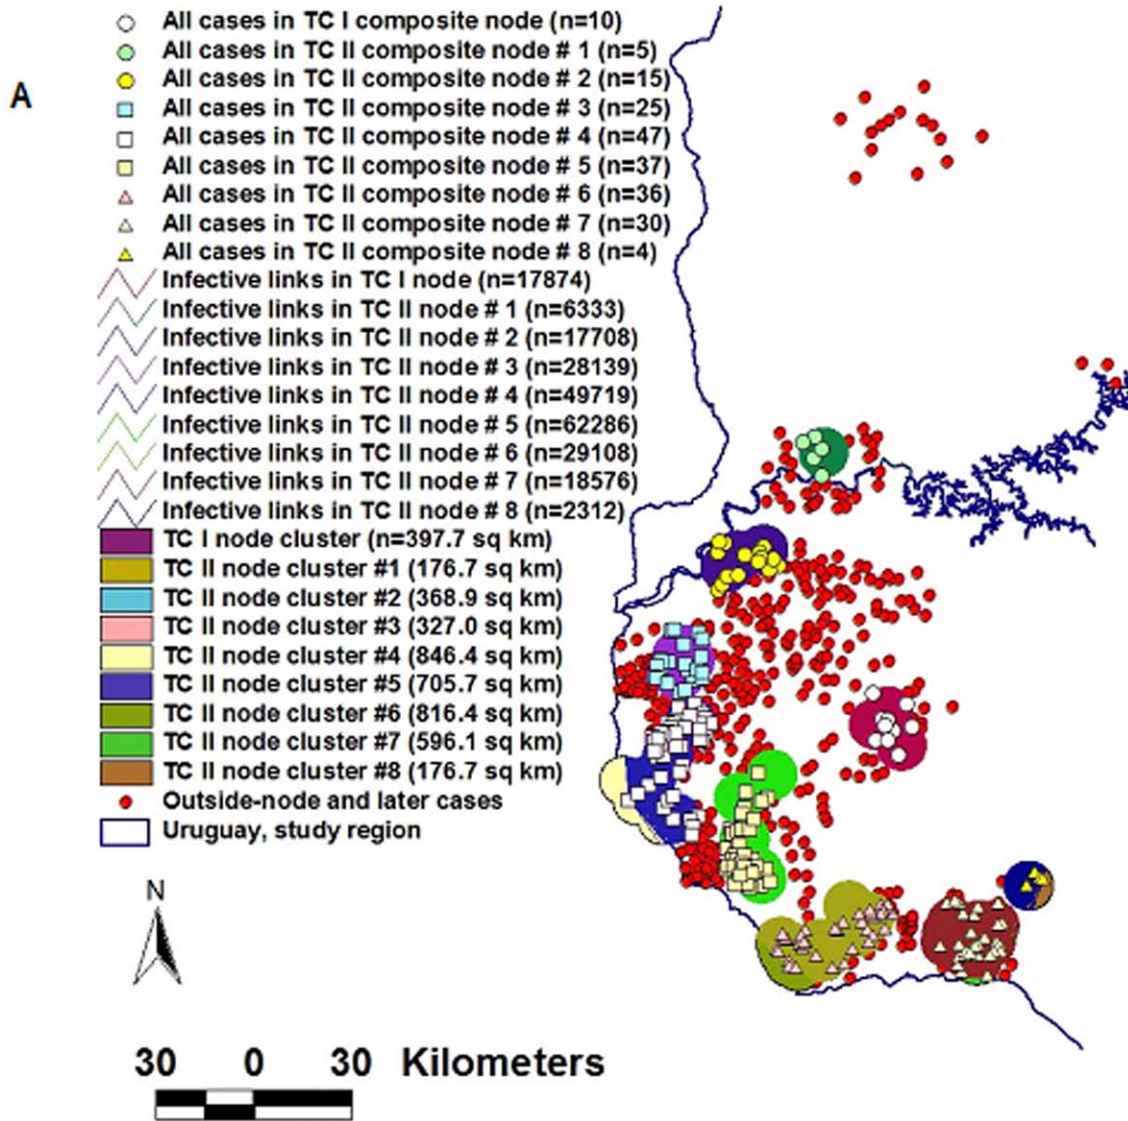 A
All cases in TC I composite node (n=10)
All cases in TC II composite node # 1 (n=5)
All cases in TC II composite node # 2 (n=15)
All cases in TC II composite node # 3 (n=25)
All cases in TC II composite node # 4 (n=47)
All cases in TC II composite node # 5 (n=37)
All cases in TC II composite node # 6 (n=36)
All cases in TC II composite node # 7 (n=30)
All cases in TC II composite node # 8 (n=4)
Infective links in TC I node (n=17874)
Infective links in TC II node # 1 (n=6333)
Infective links in TC II node # 2 (n=17708)
Infective links in TC II node # 3 (n=28139)
Infective links in TC II node # 4 (n=49719)
Infective links in TC II node # 5 (n=62286)
Infective links in TC II node # 6 (n=29108)
Infective links in TC II node # 7 (n=18576)
Infective links in TC II node # 8 (n=2312)
TC I node cluster (n=397.7 sq km)
TC II node cluster #1 (176.7 sq km)
TC II node cluster #2 (368.9 sq km)
TC II node cluster #3 (327.0 sq km)
TC II node cluster #4 (846.4 sq km)
TC II node cluster #5 (705.7 sq km)
TC II node cluster #6 (816.4 sq km)
TC II node cluster #7 (596.1 sq km)
TC II node cluster #8 (176.7 sq km)
Outside-node and later cases
Uruguay, study region
N
30 0 30 Kilometers